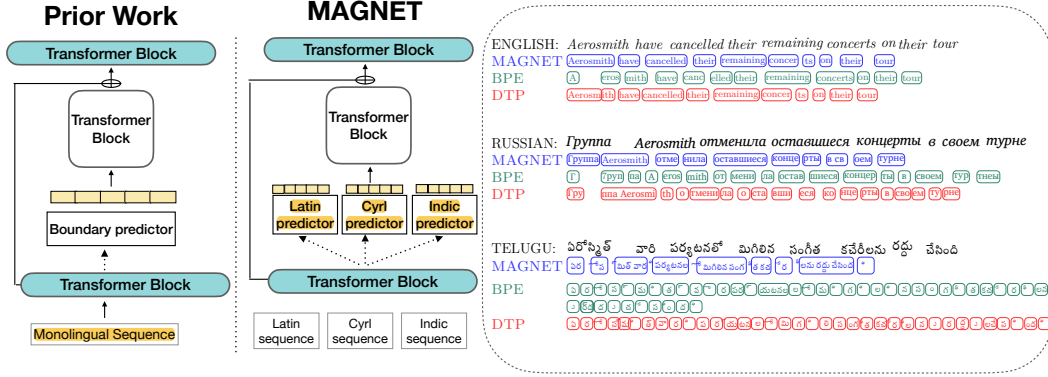 Prior Work
Transformer Block
Transformer Block
Boundary predictor
Transformer Block
Monolingual Sequence
MAGNET
Transformer Block
Transformer Block
Latin predictor
Cyrl predictor
Indic predictor
Transformer Block
Latin sequence
Cyrl sequence
Indic sequence
ENGLISH: Aerosmith have cancelled their remaining concerts on their tour
MAGNET Aerosmith have cancelled their remaining concer ts on their tour
BPE A eros mith have canc elled their remaining concerts on their tour
DTP Aerosmith have cancelled their remaining concer ts on their tour
RUSSIAN: Группа Aerosmith отменила оставшиеся концерты в своем турне
MAGNET Группа Aerosmith отме нила оставшиеся конце рты в св оем турне
BPE Г 7руп па A eros mith от мени ла остав шиеся концер ты в своем тур тнеы
DTP Гру ппа Aerosmi th о тмени ла о ста вши еся ко нце рты в своем ту рне
TELUGU: ఏరోస్మిత్ వారి పర్యటనలో మిగిలిన సంగీత కచేరీలను రద్దు చేసింది
MAGNET
BPE
DTP